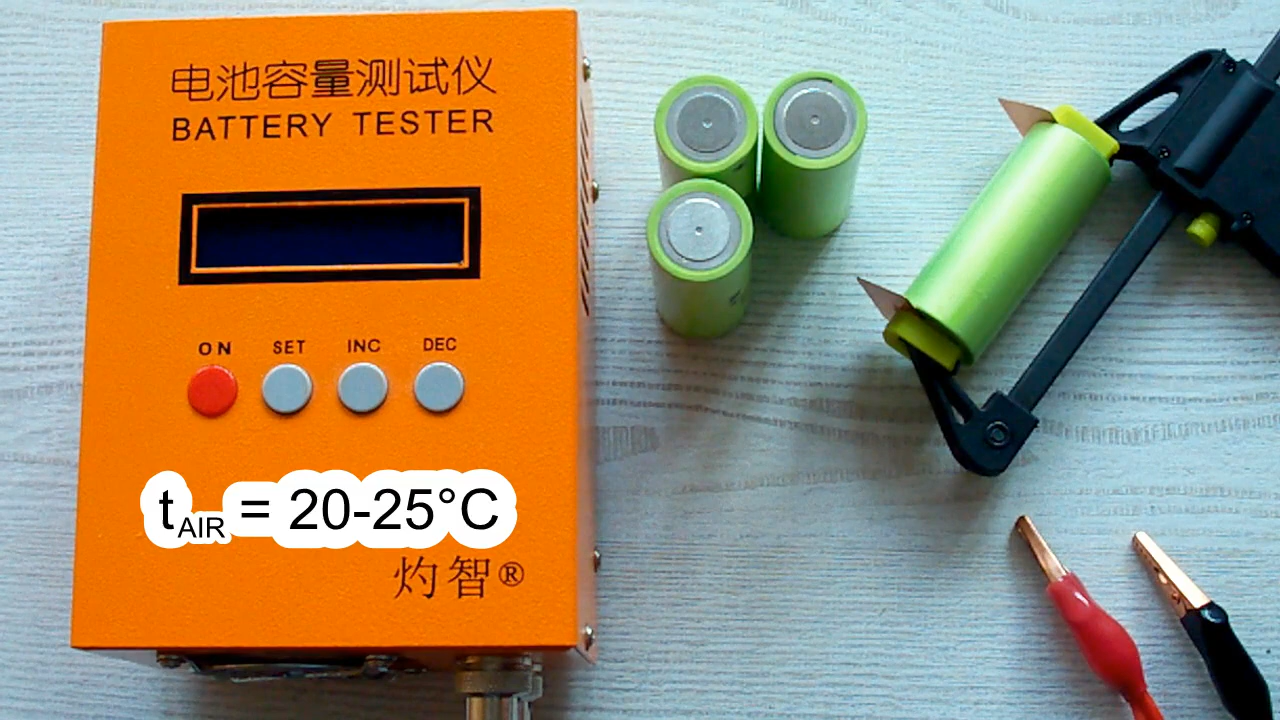 电池容量测试仪
BATTERY TESTER
ON SET INC DEC
tAIR = 20-25°C
灼智®